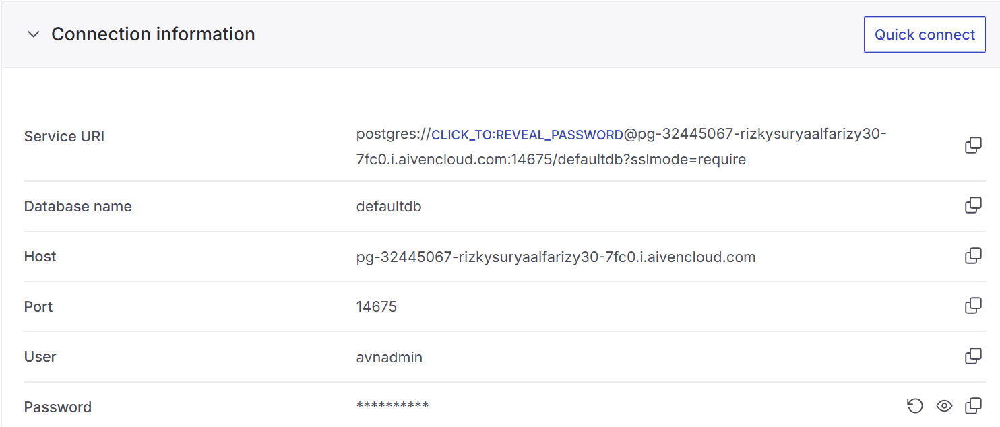 Connection information
Quick connect
Service URI
postgres://CLICK_TO:REVEAL_PASSWORD@pg-32445067-rizkysuryaalfarizy30-
7fc0.i.aivencloud.com:14675/defaultdb?sslmode=require
Database name
defaultdb
Host
pg-32445067-rizkysuryaalfarizy30-7fc0.i.aivencloud.com
Port
14675
User
avnadmin
Password
**********